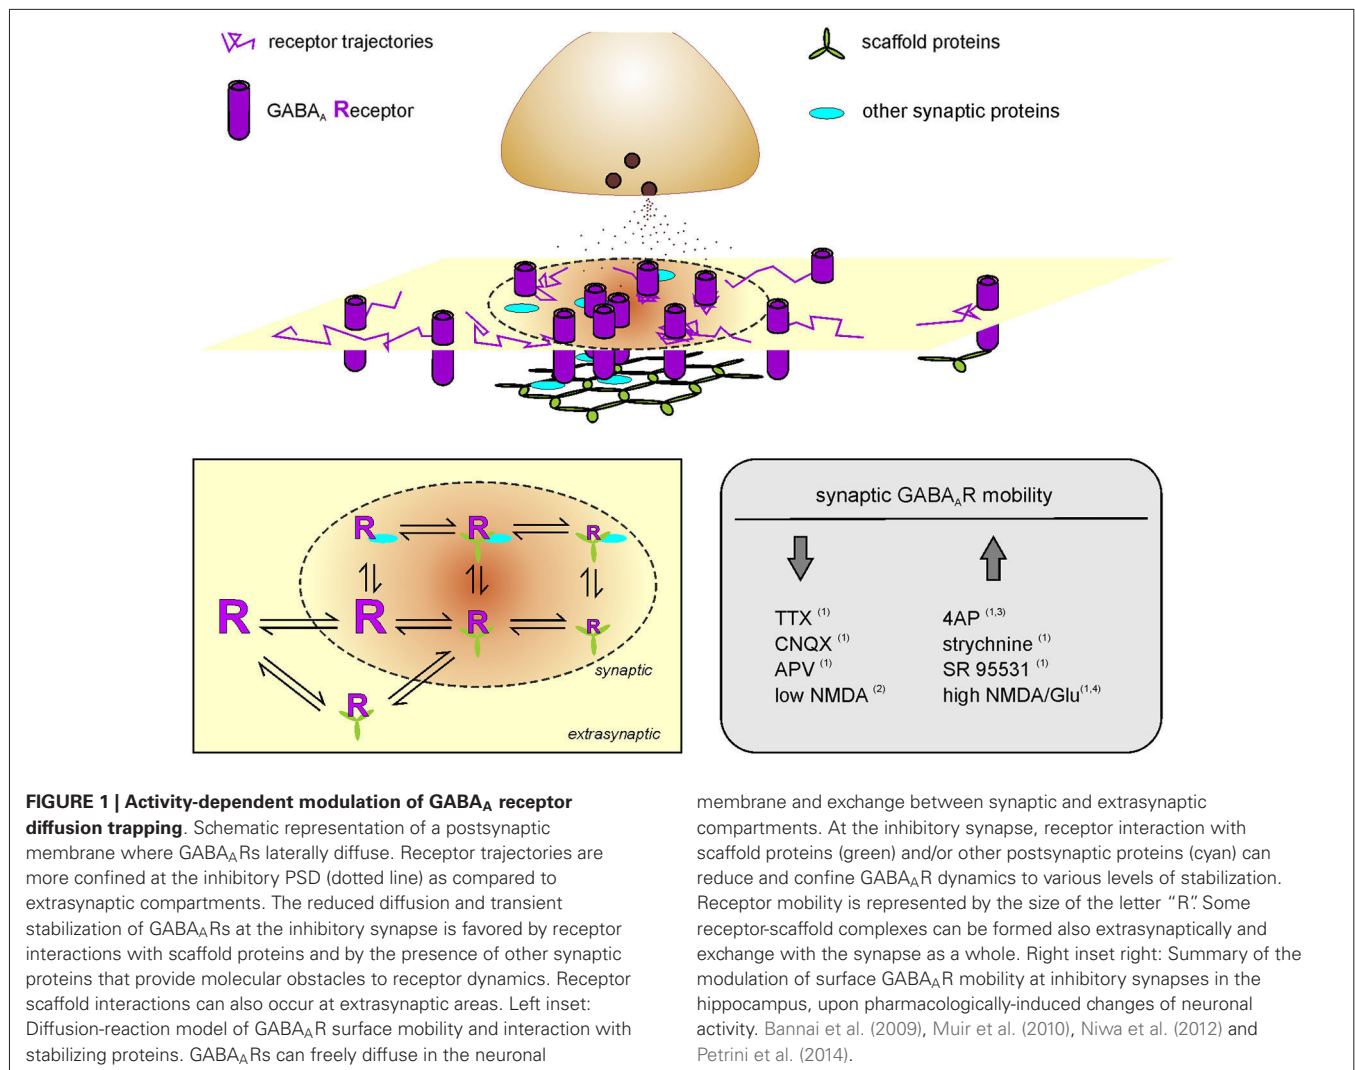 receptor trajectories
scaffold proteins
GABAA Receptor
other synaptic proteins
R R R
R R R R
R
synaptic
extrasynaptic
synaptic GABAAR mobility
TTX (1)
CNQX (1)
APV (1)
low NMDA (2)
4AP (1,3)
strychnine (1)
SR 95531 (1)
high NMDA/Glu(1,4)
FIGURE 1 | Activity-dependent modulation of GABAA receptor
diffusion trapping. Schematic representation of a postsynaptic
membrane where GABAARs laterally diffuse. Receptor trajectories are
more confined at the inhibitory PSD (dotted line) as compared to
extrasynaptic compartments. The reduced diffusion and transient
stabilization of GABAARs at the inhibitory synapse is favored by receptor
interactions with scaffold proteins and by the presence of other synaptic
proteins that provide molecular obstacles to receptor dynamics. Receptor
scaffold interactions can also occur at extrasynaptic areas. Left inset:
Diffusion-reaction model of GABAAR surface mobility and interaction with
stabilizing proteins. GABAARs can freely diffuse in the neuronal
membrane and exchange between synaptic and extrasynaptic
compartments. At the inhibitory synapse, receptor interaction with
scaffold proteins (green) and/or other postsynaptic proteins (cyan) can
reduce and confine GABAAR dynamics to various levels of stabilization.
Receptor mobility is represented by the size of the letter “R”. Some
receptor-scaffold complexes can be formed also extrasynaptically and
exchange with the synapse as a whole. Right inset right: Summary of the
modulation of surface GABAAR mobility at inhibitory synapses in the
hippocampus, upon pharmacologically-induced changes of neuronal
activity. Bannai et al. (2009), Muir et al. (2010), Niwa et al. (2012) and
Petrini et al. (2014).